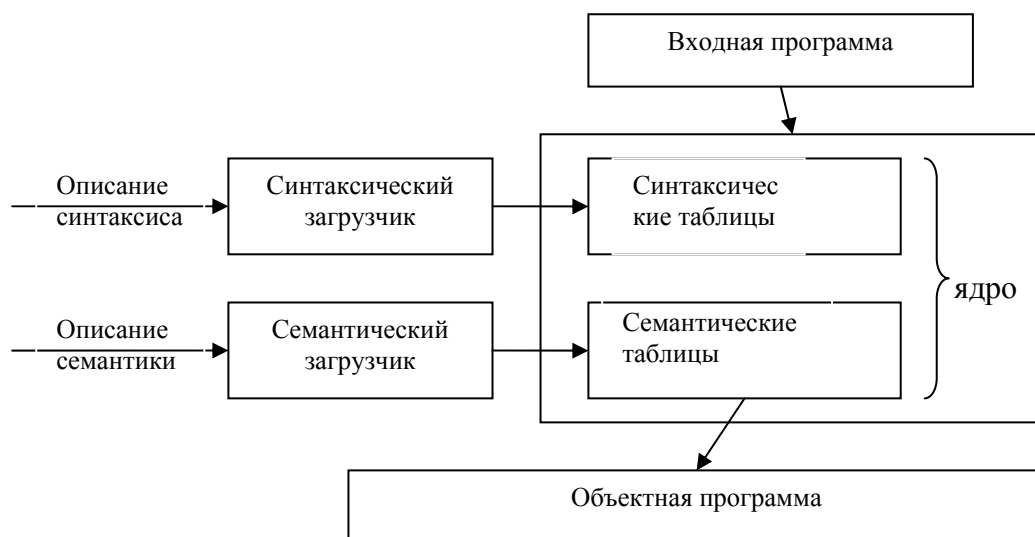 Входная программа
Описание
синтаксиса
Синтаксический
загрузчик
Синтаксичес
кие таблицы
ядро
Описание
семантики
Семантический
загрузчик
Семантические
таблицы
Объектная программа